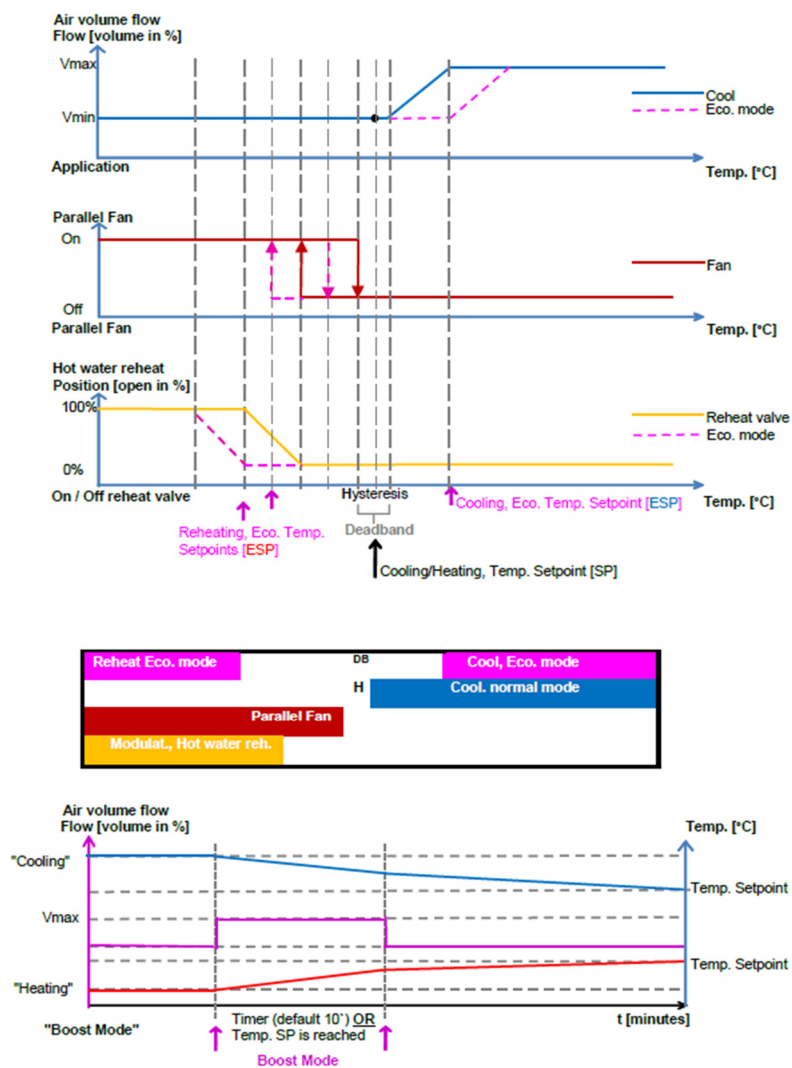 Air volume flow
Flow [volume in %]
Vmax
Cool
Eco. mode
Vmin
Application
Temp. [°C]
Parallel Fan
On
Fan
Off
Parallel Fan
Temp. [°C]
Hot water reheat
Position [open in %]
100%
Reheat valve
Eco. mode
0%
On / Off reheat valve
Hysteresis
Temp. [°C]
Cooling, Eco. Temp. Setpoint [ESP]
Reheating, Eco. Temp.
Setpoints [ESP]
Deadband
Cooling/Heating, Temp. Setpoint [SP]
Reheat Eco. mode
DB
Cool, Eco. mode
H
Cool. normal mode
Parallel Fan
Modulat., Hot water reh.
Air volume flow
Flow [volume in %]
Temp. [°C]
"Cooling"
Temp. Setpoint
Vmax
Temp. Setpoint
"Heating"
"Boost Mode"
Timer (default 10`) OR
Temp. SP is reached
t [minutes]
Boost Mode